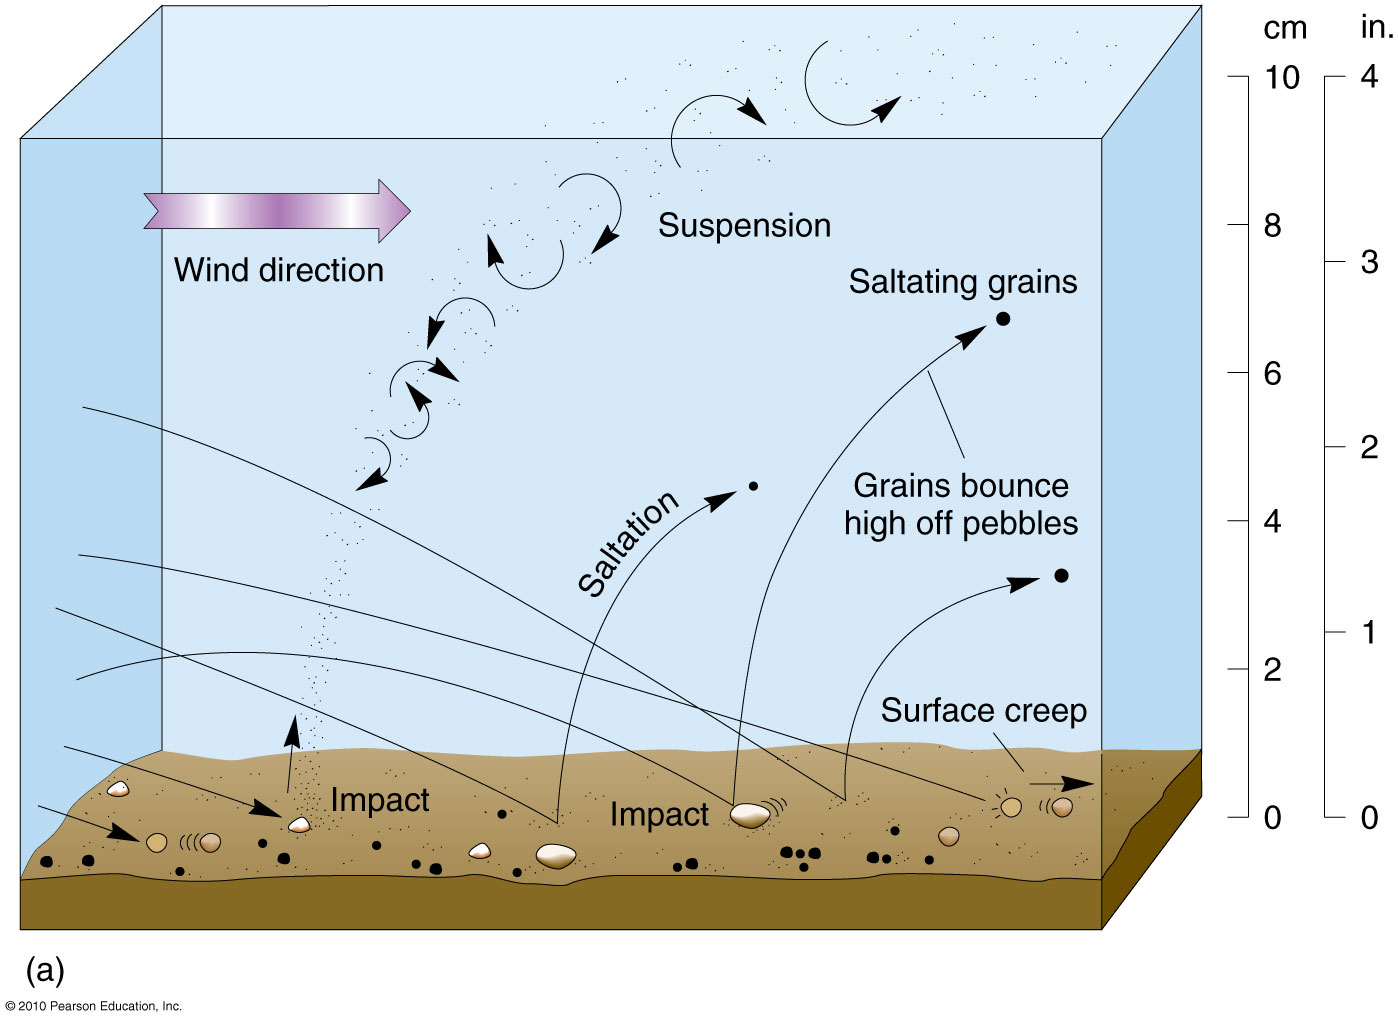 cm
in.
10
4
8
3
6
2
4
1
2
0
0
Wind direction
Suspension
Saltating grains
Grains bounce
high off pebbles
Saltation
Surface creep
Impact
Impact
(a)
© 2010 Pearson Education, Inc.